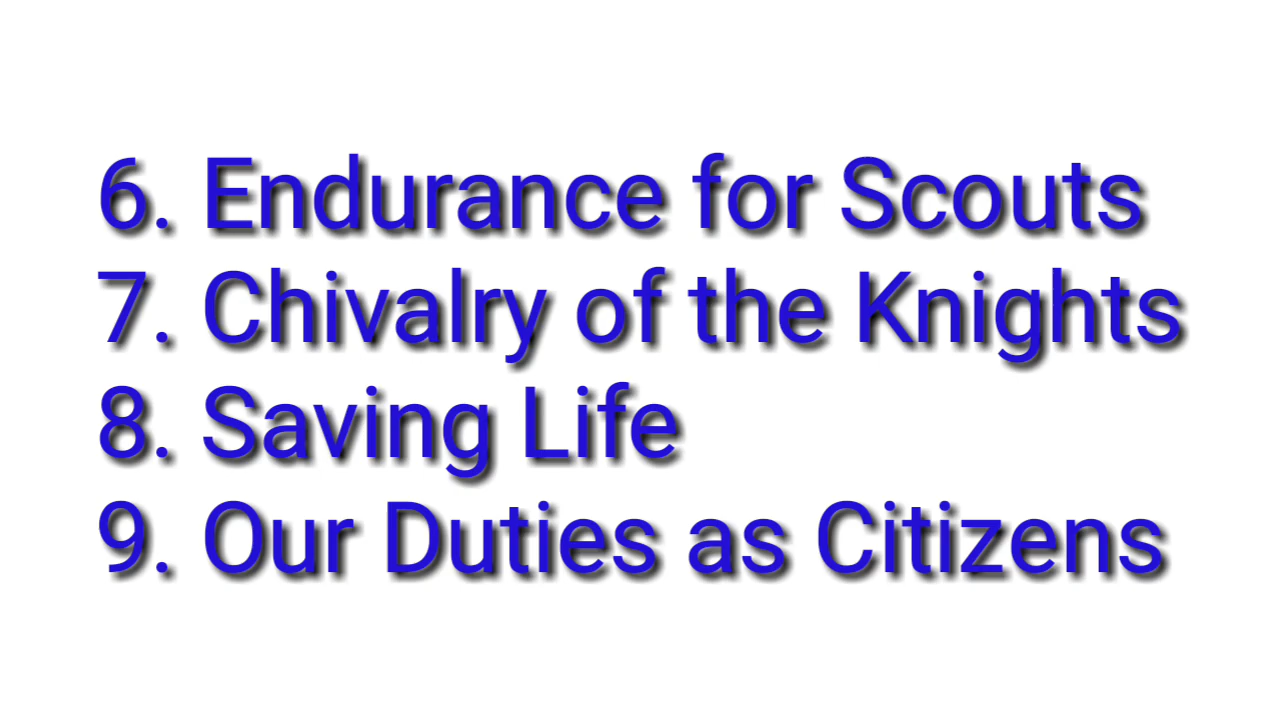 6. Endurance for Scouts
7. Chivalry of the Knights
8. Saving Life
9. Our Duties as Citizens